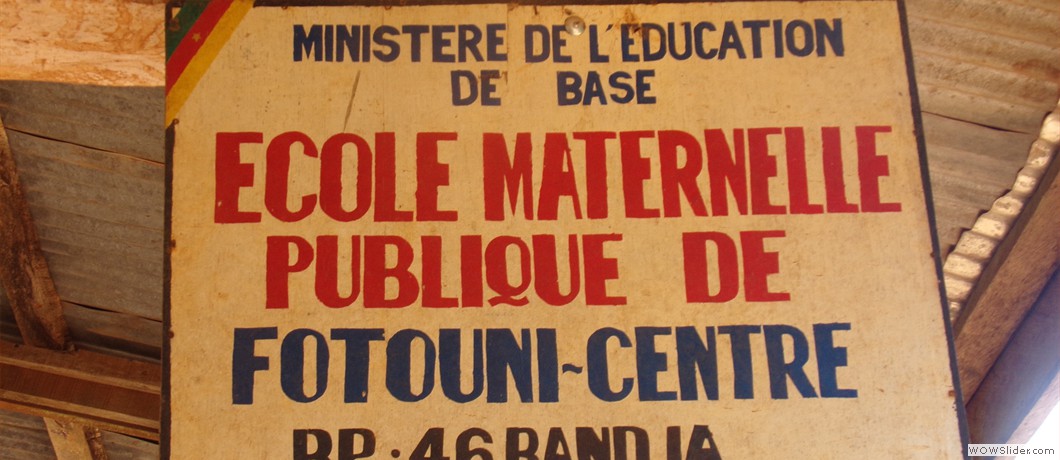 MINISTERE DE L'EDUCATION
DE BASE
ECOLE MATERNELLE
PUBLIQUE DE
FOTOUNI-CENTRE
BP: 46 BANDJA
WOWSlider.com